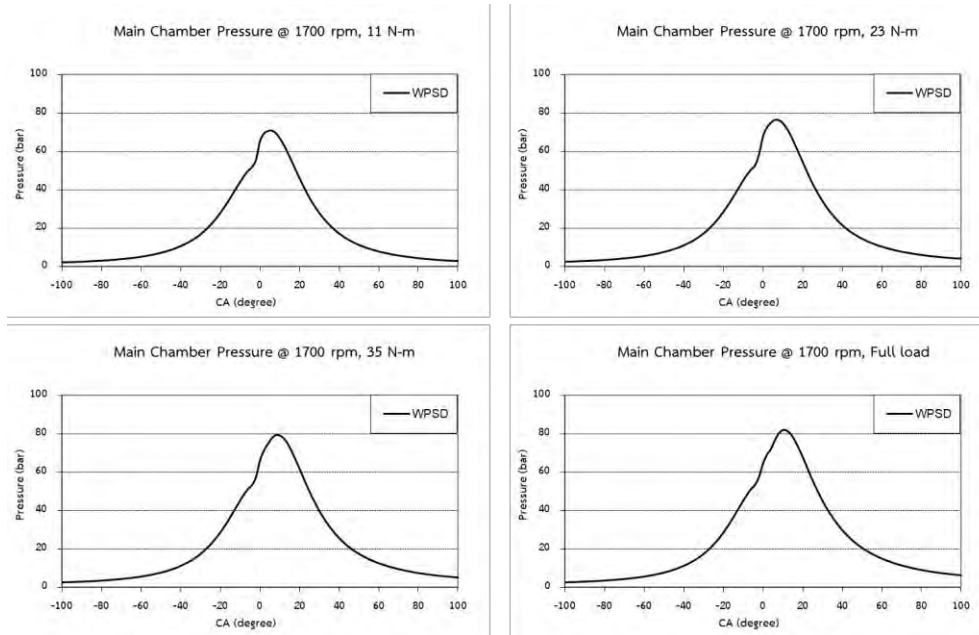 Main Chamber Pressure @ 1700 rpm, 11 N-m
WPSD
Pressure (bar)
100
80
60
40
20
0
-100 -80 -60 -40 -20 0 20 40 60 80 100
CA (degree)
Main Chamber Pressure @ 1700 rpm, 23 N-m
WPSD
Pressure (bar)
100
80
60
40
20
0
-100 -80 -60 -40 -20 0 20 40 60 80 100
CA (degree)
Main Chamber Pressure @ 1700 rpm, 35 N-m
WPSD
Pressure (bar)
100
80
60
40
20
0
-100 -80 -60 -40 -20 0 20 40 60 80 100
CA (degree)
Main Chamber Pressure @ 1700 rpm, Full load
WPSD
Pressure (bar)
100
80
60
40
20
0
-100 -80 -60 -40 -20 0 20 40 60 80 100
CA (degree)